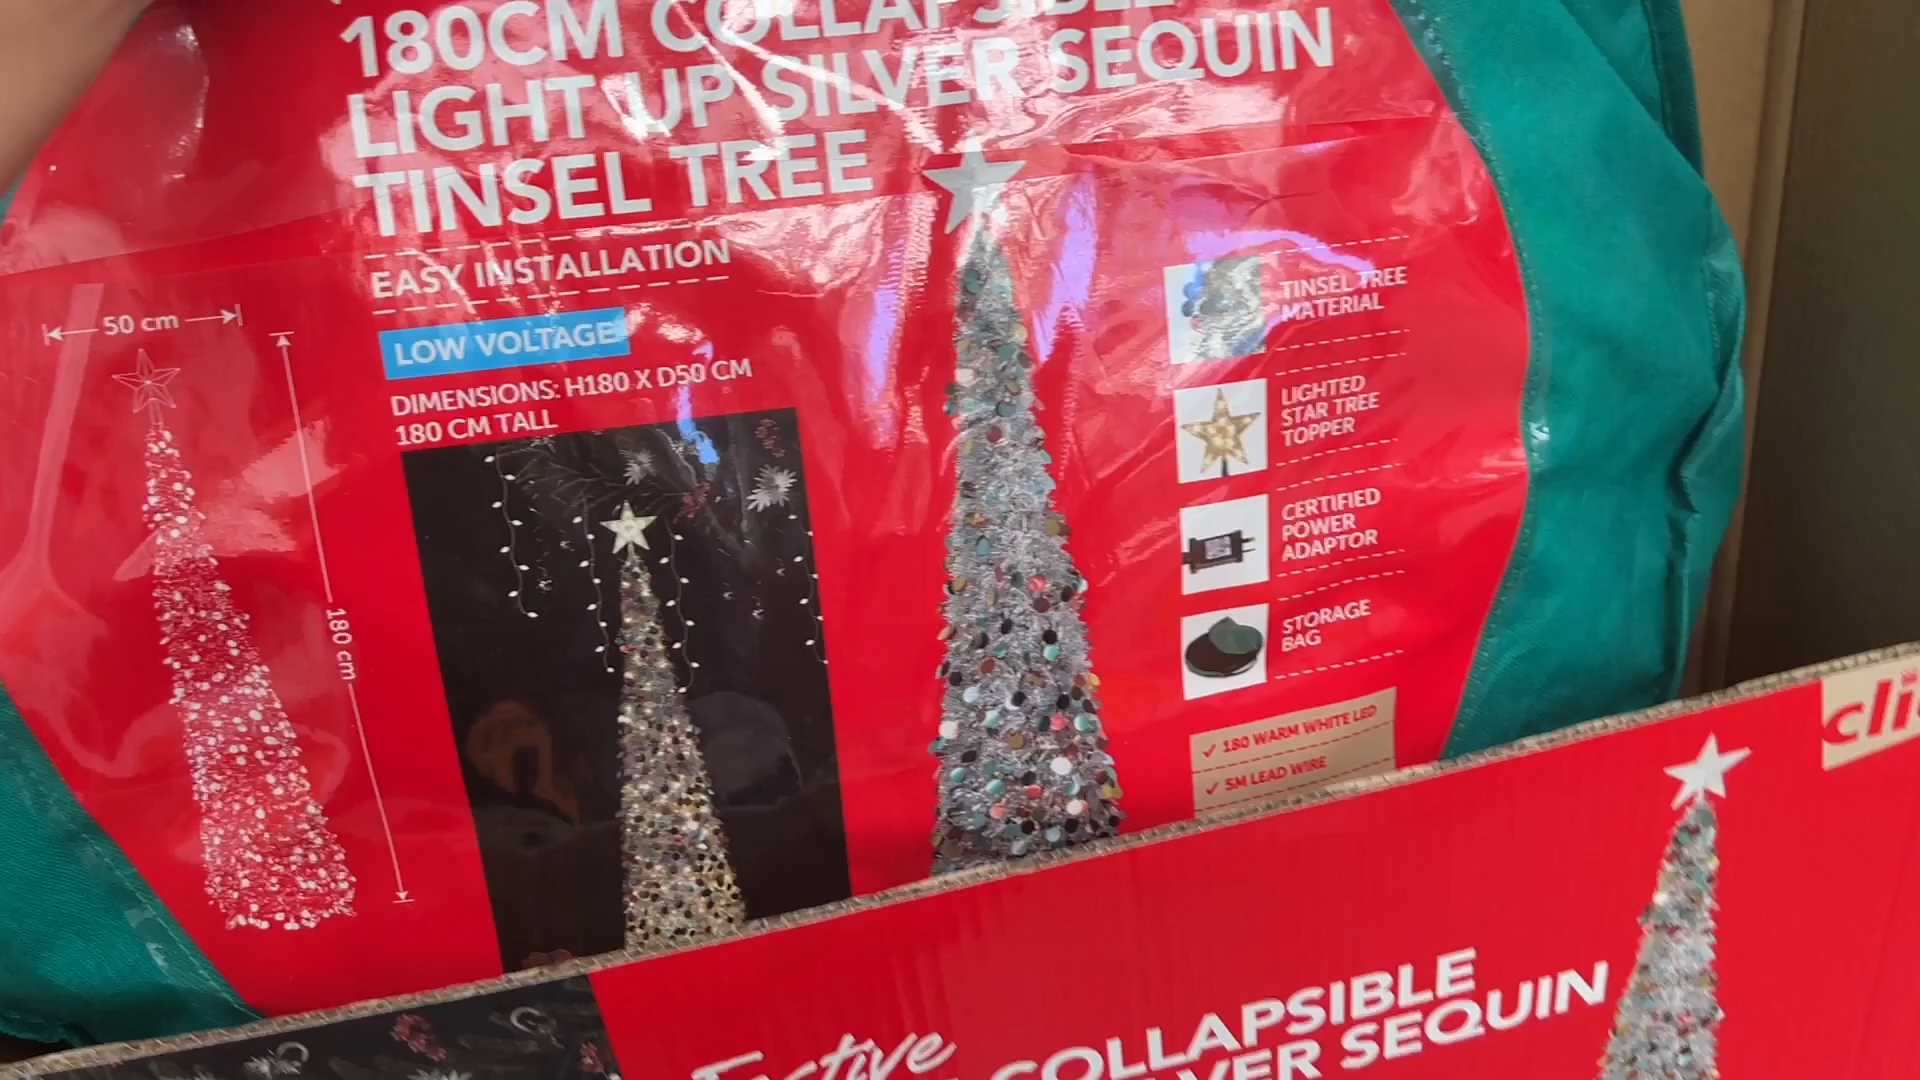 180CM COLLAPSIBLE
LIGHT UP SILVER SEQUIN
TINSEL TREE
EASY INSTALLATION
LOW VOLTAGE
DIMENSIONS: H180 X D50 CM
180 CM TALL
50 cm
180 cm
TINSEL TREE
MATERIAL
LIGHTED
STAR TREE
TOPPER
CERTIFIED
POWER
ADAPTOR
STORAGE
BAG
✓ 180 WARM WHITE LED
✓ 5M LEAD WIRE
Festive
COLLAPSIBLE
SEQUIN